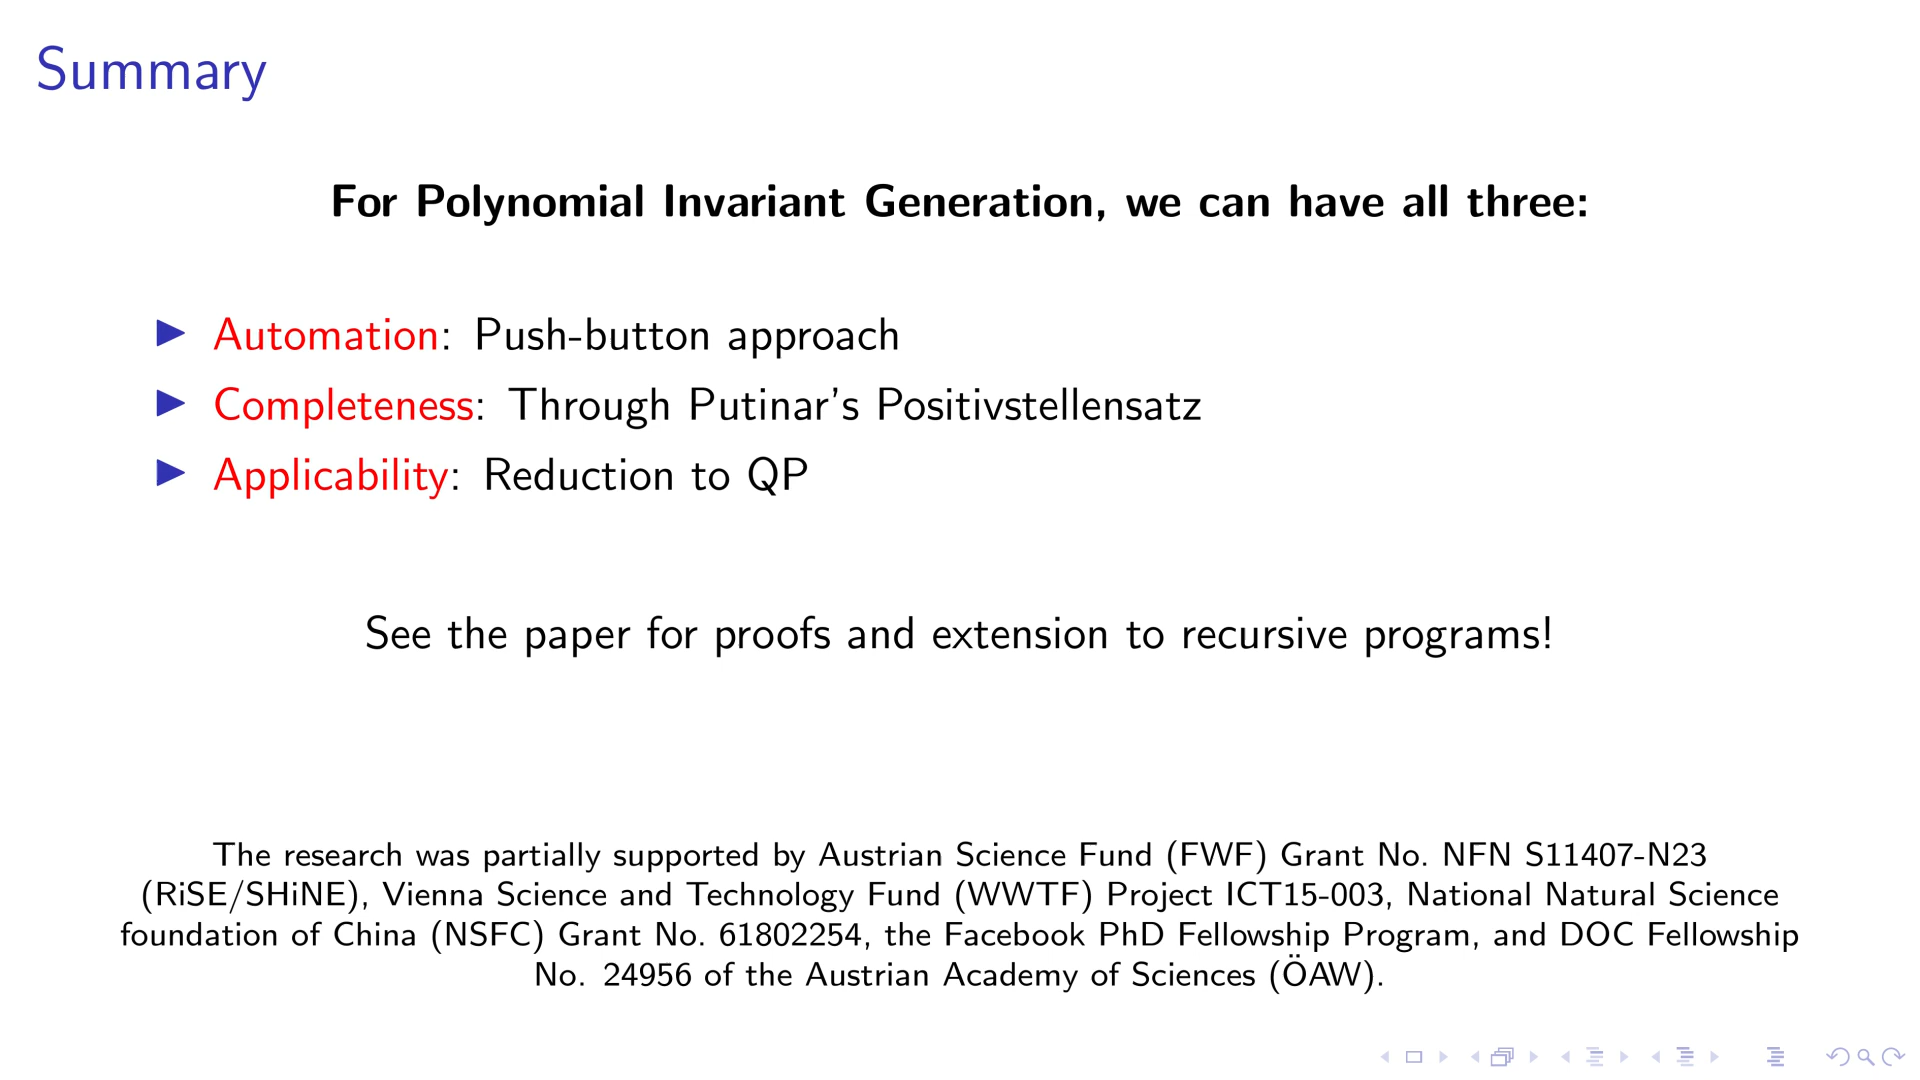 Summary
For Polynomial Invariant Generation, we can have all three:
Automation: Push-button approach
Completeness: Through Putinar's Positivstellensatz
Applicability: Reduction to QP
See the paper for proofs and extension to recursive programs!
The research was partially supported by Austrian Science Fund (FWF) Grant No. NFN S11407-N23
(RiSE/SHiNE), Vienna Science and Technology Fund (WWTF) Project ICT15-003, National Natural Science
foundation of China (NSFC) Grant No. 61802254, the Facebook PhD Fellowship Program, and DOC Fellowship
No. 24956 of the Austrian Academy of Sciences (ÖAW).